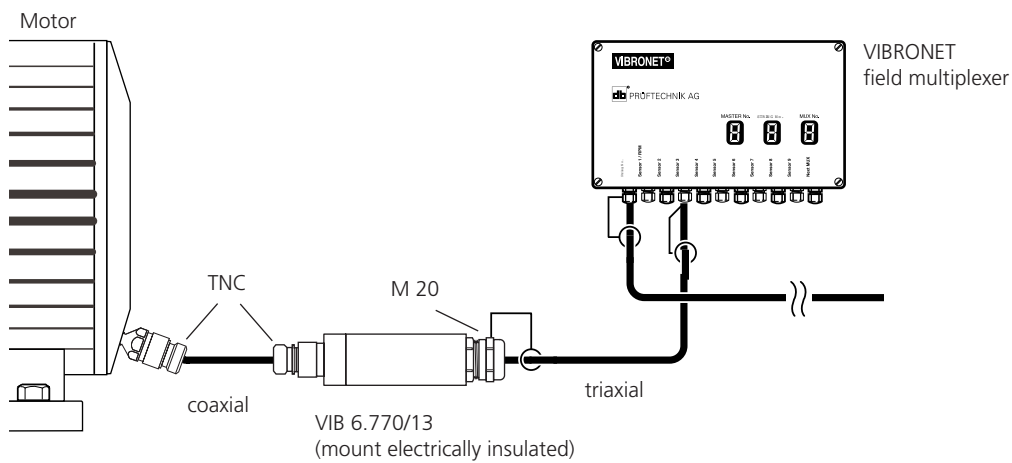 Motor
VIBRONET
field multiplexer
VIBRONET®
db PRÜFTECHNIK AG
MASTER No.
MUX No.
Sensor 1 / RPM
Sensor 2
Sensor 3
Sensor 4
Sensor 5
Sensor 6
Sensor 7
Sensor 8
Sensor 9
Next MUX
TNC
M 20
coaxial
triaxial
VIB 6.770/13
(mount electrically insulated)